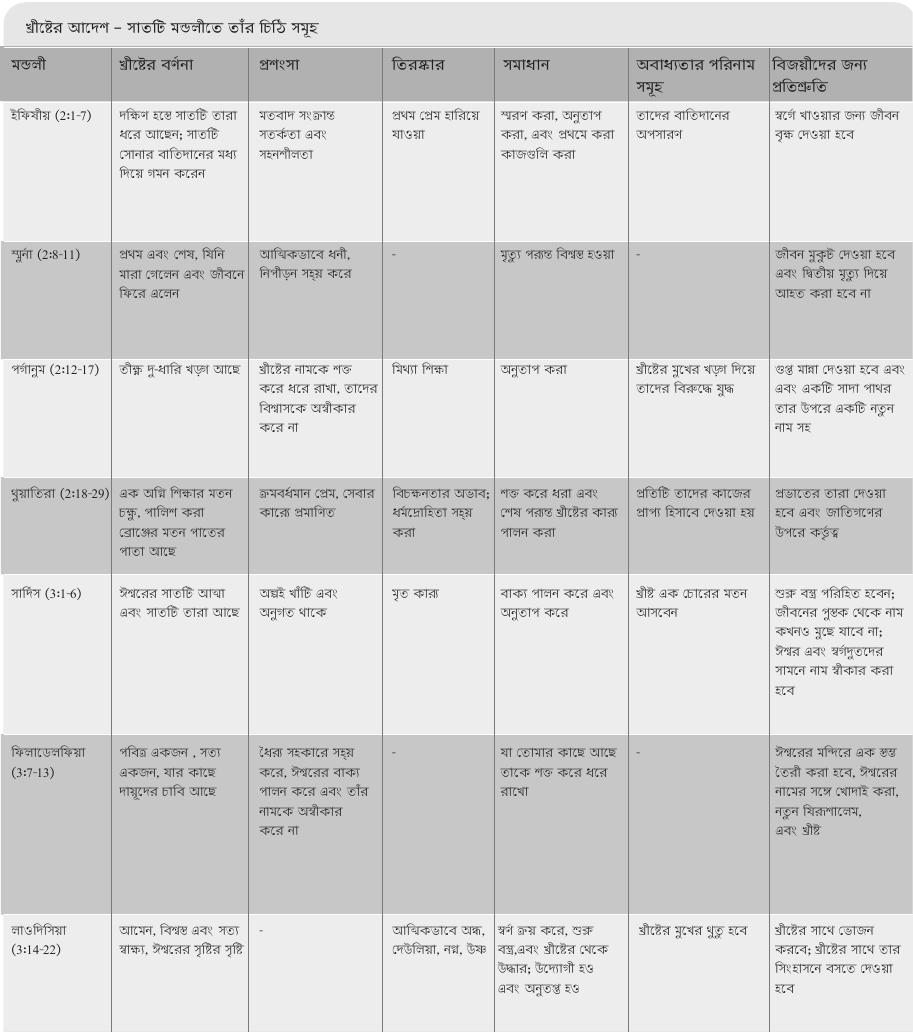 খ্রীষ্টের আদেশ – সাতটি মন্ডলীতে তাঁর চিঠি সমূহ
মন্ডলী
খ্রীষ্টের বর্ণনা
প্রশংসা
তিরষ্কার
সমাধান
অবাধ্যতার পরিনাম
সমূহ
বিজয়ীদের জন্য
প্রতিশ্রুতি
ইফিষীয় (2:1-7)
দক্ষিণ হস্তে সাতটি তারা
ধরে আছেন; সাতটি
সোনার বাতিদানের মধ্য
দিয়ে গমন করেন
মতবাদ সংক্রান্ত
সতর্কতা এবং
সহনশীলতা
প্রথম প্রেম হারিয়ে
যাওয়া
স্মরণ করা, অনুতাপ
করা, এবং প্রথমে করা
কাজগুলি করা
তাদের বাতিদানের
অপসারণ
স্বর্গে খাওয়ার জন্য জীবন
বৃক্ষ দেওয়া হবে
স্মুর্ণা (2:8-11)
প্রথম এবং শেষ, যিনি
মারা গেলেন এবং জীবনে
ফিরে এলেন
আত্মিকভাবে ধনী,
নিপীড়ন সহ্য করে
-
মৃত্যু পর্যন্ত বিশ্বস্ত হওয়া
-
জীবন মুকুট দেওয়া হবে
এবং দ্বিতীয় মৃত্যু দিয়ে
আহত করা হবে না
পর্গানুম (2:12-17)
তীক্ষ্ণ দু-ধারি খড়্গ আছে
খ্রীষ্টের নামকে শক্ত
করে ধরে রাখা, তাদের
বিশ্বাসকে অস্বীকার
করে না
মিথ্যা শিক্ষা
অনুতাপ করা
খ্রীষ্টের মুখের খড়্গ দিয়ে
তাদের বিরুদ্ধে যুদ্ধ
গুপ্ত মান্না দেওয়া হবে এবং
এবং একটি সাদা পাথর
তার উপরে একটি নতুন
নাম সহ
থুয়াতিরা (2:18-29)
এক অগ্নি শিক্ষার মতন
চক্ষু, পালিশ করা
ব্রোঞ্জের মতন পাতের
পাতা আছে
ক্রমবর্ধমান প্রেম, সেবার
কার্যে প্রমাণিত
বিচক্ষনতার অভাব;
ধর্মদ্রোহিতা সহ্য
করা
শক্ত করে ধরা এবং
শেষ পর্যন্ত খ্রীষ্টের কার্য
পালন করা
প্রতিটি তাদের কাজের
প্রাপ্য হিসাবে দেওয়া হয়
প্রভাতের তারা দেওয়া
হবে এবং জাতিগণের
উপরে কর্ত্তৃত্ব
সার্দিস (3:1-6)
ঈশ্বরের সাতটি আত্মা
এবং সাতটি তারা আছে
অল্পই খাঁটি এবং
অনুগত থাকে
মৃত কার্য
বাক্য পালন করে এবং
অনুতাপ করে
খ্রীষ্ট এক চোরের মতন
আসবেন
শুক্ল বস্ত্র পরিহিত হবেন;
জীবনের পুস্তক থেকে নাম
কখনও মুছে যাবে না;
ঈশ্বর এবং স্বর্গদুতদের
সামনে নাম স্বীকার করা
হবে
ফিলাডেলফিয়া
(3:7-13)
পবিত্র একজন , সত্য
একজন, যার কাছে
দায়ূদের চাবি আছে
ধৈর্য সহকারে সহ্য
করে, ঈশ্বরের বাক্য
পালন করে এবং তাঁর
নামকে অস্বীকার
করে না
-
যা তোমার কাছে আছে
তাকে শক্ত করে ধরে
রাখো
-
ঈশ্বরের মন্দিরে এক স্তম্ভ
তৈরী করা হবে, ঈশ্বরের
নামের সঙ্গে খোদাই করা,
নতুন যিরূশালেম,
এবং খ্রীষ্ট
লাওদিসিয়া
(3:14-22)
আমেন, বিশ্বস্ত এবং সত্য
স্বাক্ষ্য, ঈশ্বরের সৃষ্টির সৃষ্টি
-
আত্মিকভাবে অন্ধ,
দেউলিয়া, নগ্ন, উষ্ণ
স্বর্ণ ক্রয় করে, শুক্ল
বস্ত্র,এবং খ্রীষ্টের থেকে
উদ্ধার; উদ্যোগী হও
এবং অনুতপ্ত হও
খ্রীষ্টের মুখের থুতু হবে
খ্রীষ্টের সাথে ভোজন
করবে; খ্রীষ্টের সাথে তার
সিংহাসনে বসতে দেওয়া
হবে